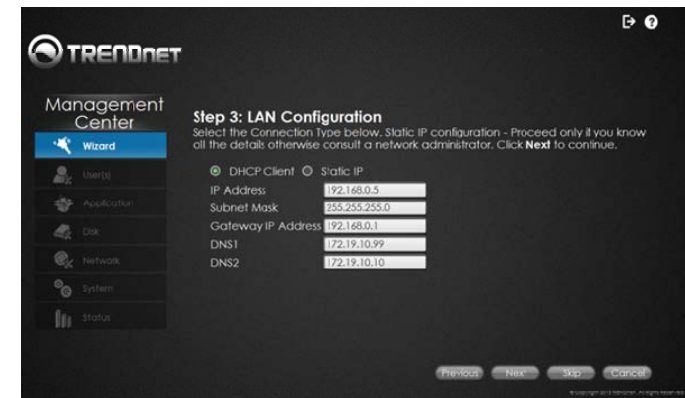 TRENDNET
Management
Center
Wizard
User(s)
Application
Disk
Network
System
Status
Step 3: LAN Configuration
Select the Connection Type below. Static IP configuration - Proceed only if you know
all the details otherwise consult a network administrator. Click Next to continue.
DHCP Client Static IP
IP Address 192.168.0.5
Subnet Mask 255.255.255.0
Gateway IP Address 192.168.0.1
DNS1 172.19.10.99
DNS2 172.19.10.10
Previous Next Skip Cancel